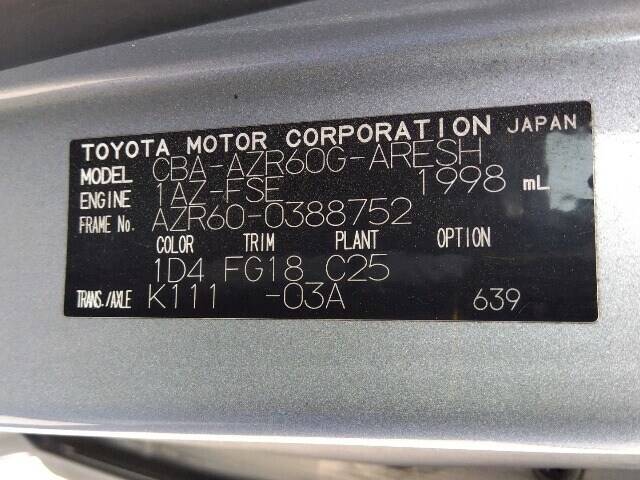 TOYOTA MOTOR CORPORATION JAPAN
MODEL CBA-AZR60G-ARESH
ENGINE 1AZ-FSE 1998 mL
FRAME No. AZR60-0388752
COLOR TRIM PLANT OPTION
1D4 FG18 C25
TRANS./AXLE K111 -03A 639